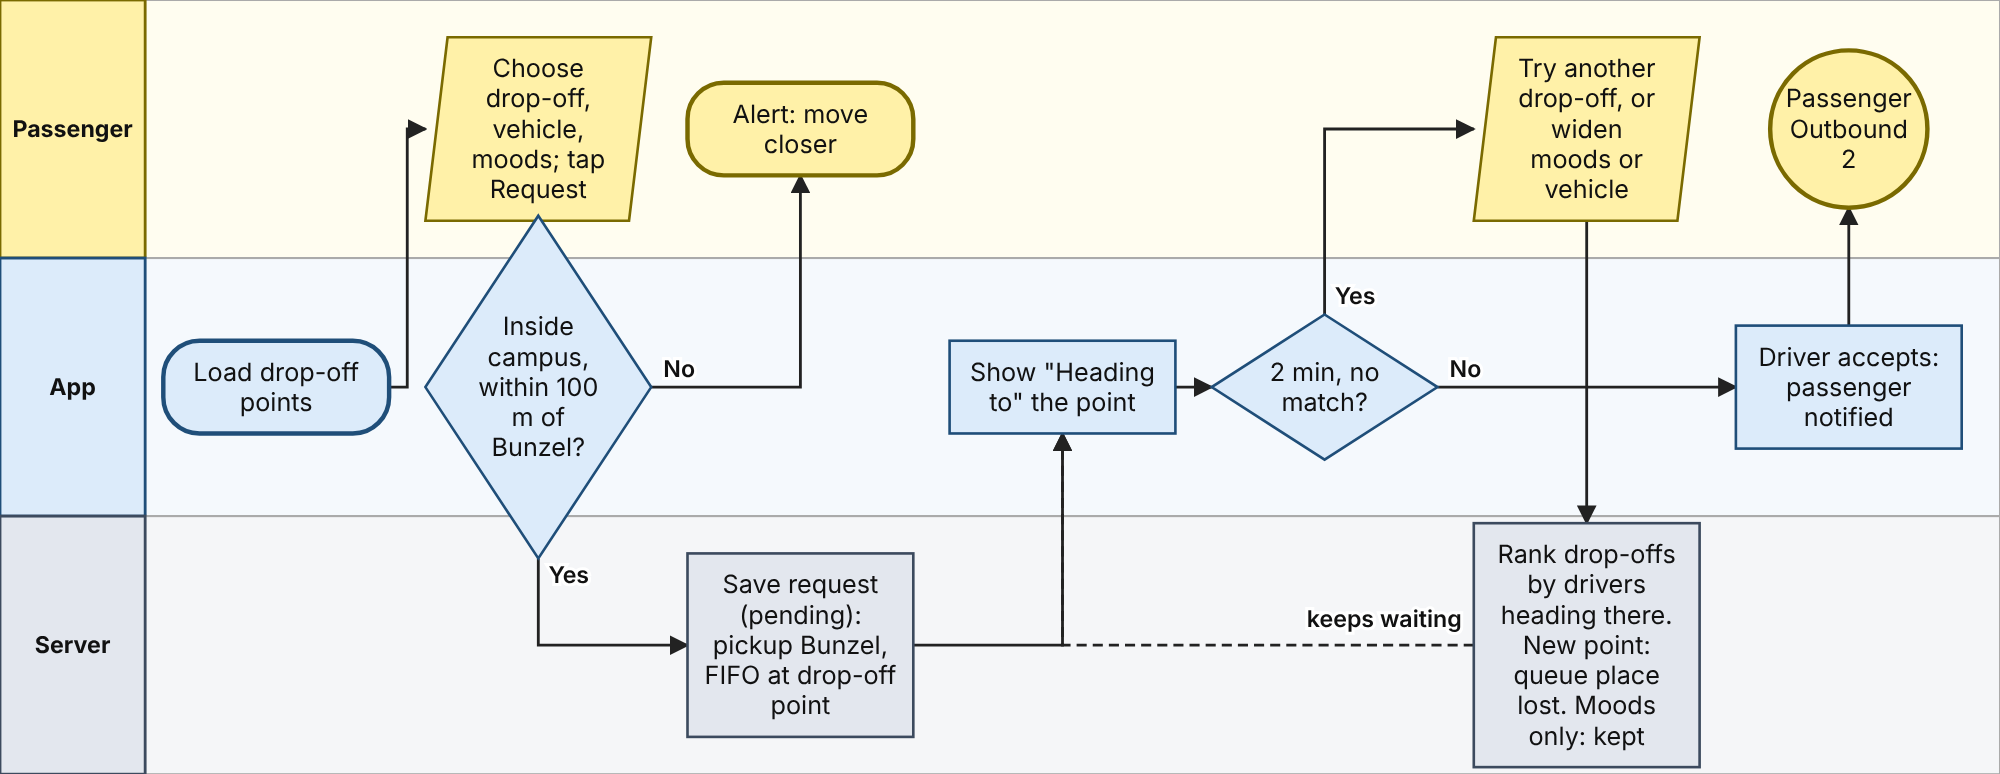 Passenger
Choose
drop-off,
vehicle,
moods; tap
Request
Alert: move
closer
Try another
drop-off, or
widen
moods or
vehicle
Passenger
Outbound
2
App
Load drop-off
points
Inside
campus,
within 100
m of
Bunzel?
No
Show "Heading
to" the point
2 min, no
match?
Yes
No
Driver accepts:
passenger
notified
Server
Yes
Save request
(pending):
pickup Bunzel,
FIFO at drop-off
point
keeps waiting
Rank drop-offs
by drivers
heading there.
New point:
queue place
lost. Moods
only: kept